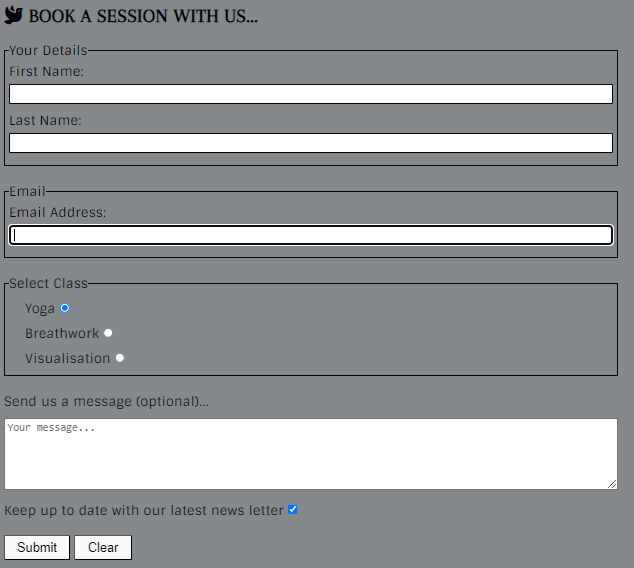 BOOK A SESSION WITH US...
Your Details
First Name:
Last Name:
Email
Email Address:
Select Class
Yoga
Breathwork
Visualisation
Send us a message (optional)...
Your message...
Keep up to date with our latest news letter
Submit Clear